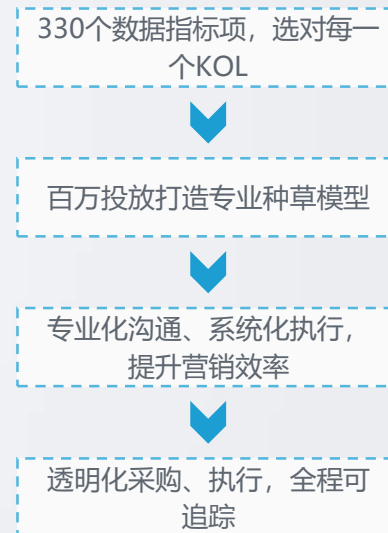 330个数据指标项，选对每一
个KOL
百万投放打造专业种草模型
专业化沟通、系统化执行，
提升营销效率
透明化采购、执行，全程可
追踪